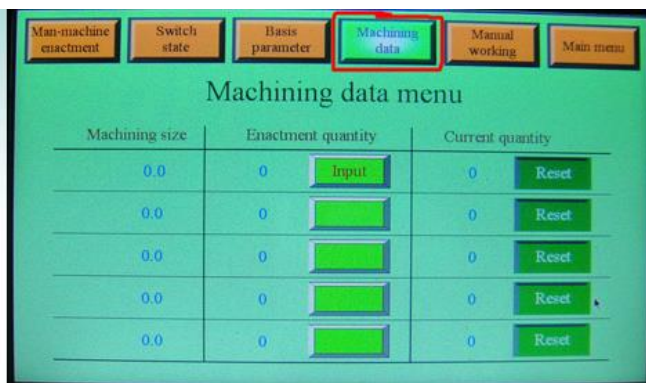 Man-machine enactment
Switch state
Basis parameter
Machining data
Manual working
Main menu
Machining data menu
Machining size Enactment quantity Current quantity
0.0 0 Input 0 Reset
0.0 0 0 Reset
0.0 0 0 Reset
0.0 0 0 Reset
0.0 0 0 Reset